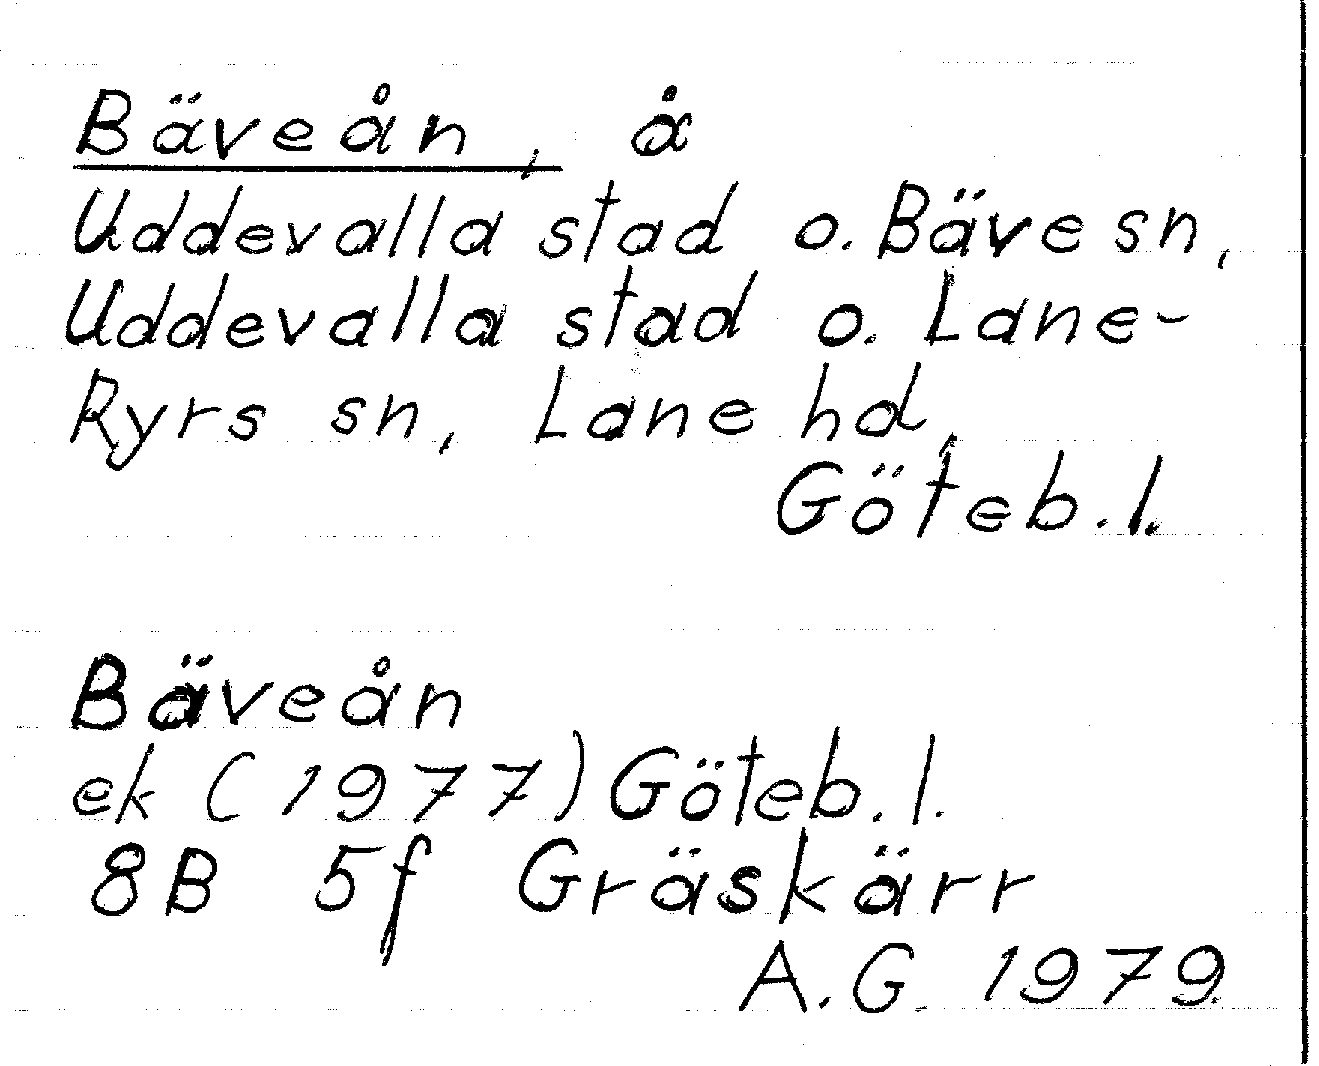 Bäveån, å
Uddevalla stad o. Bäve sn,
Uddevalla stad o. Lane-
Ryrs sn, Lane hd,
Göteb. l.
Bäveån
ek (1977) Göteb. l.
8B 5f Gräskärr
A.G. 1979